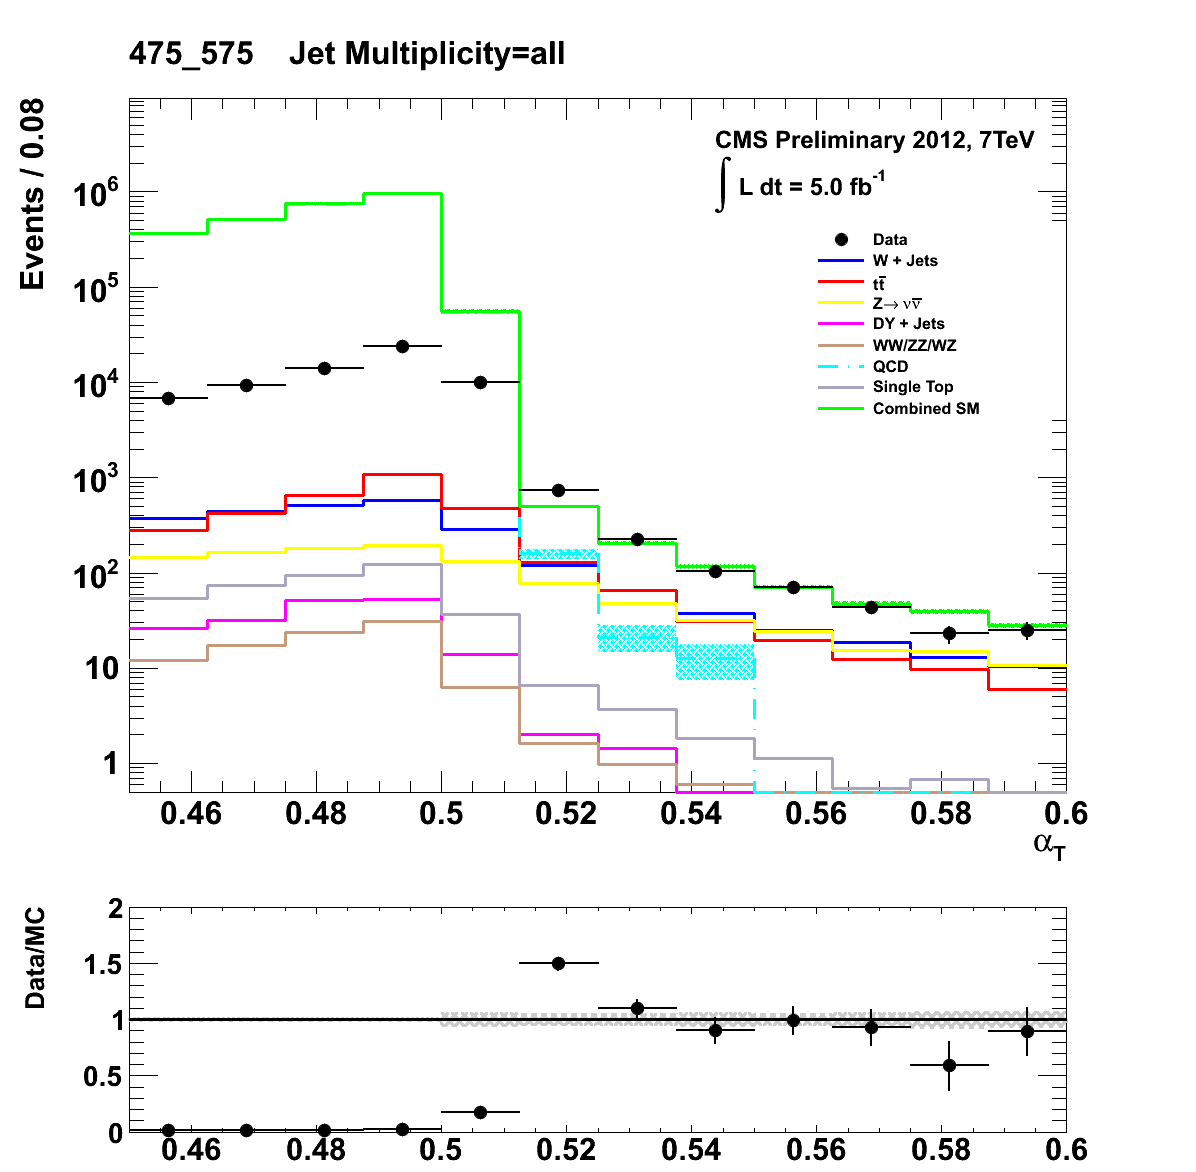 475_575 Jet Multiplicity=all
Events / 0.08
CMS Preliminary 2012, 7TeV
∫ L dt = 5.0 fb⁻¹
Data
W + Jets
tt̅
Z→ νν̅
DY + Jets
WW/ZZ/WZ
QCD
Single Top
Combined SM
10⁶
10⁵
10⁴
10³
10²
10
1
0.46 0.48 0.5 0.52 0.54 0.56 0.58 0.6
α_T
Data/MC
2
1.5
1
0.5
0
0.46 0.48 0.5 0.52 0.54 0.56 0.58 0.6